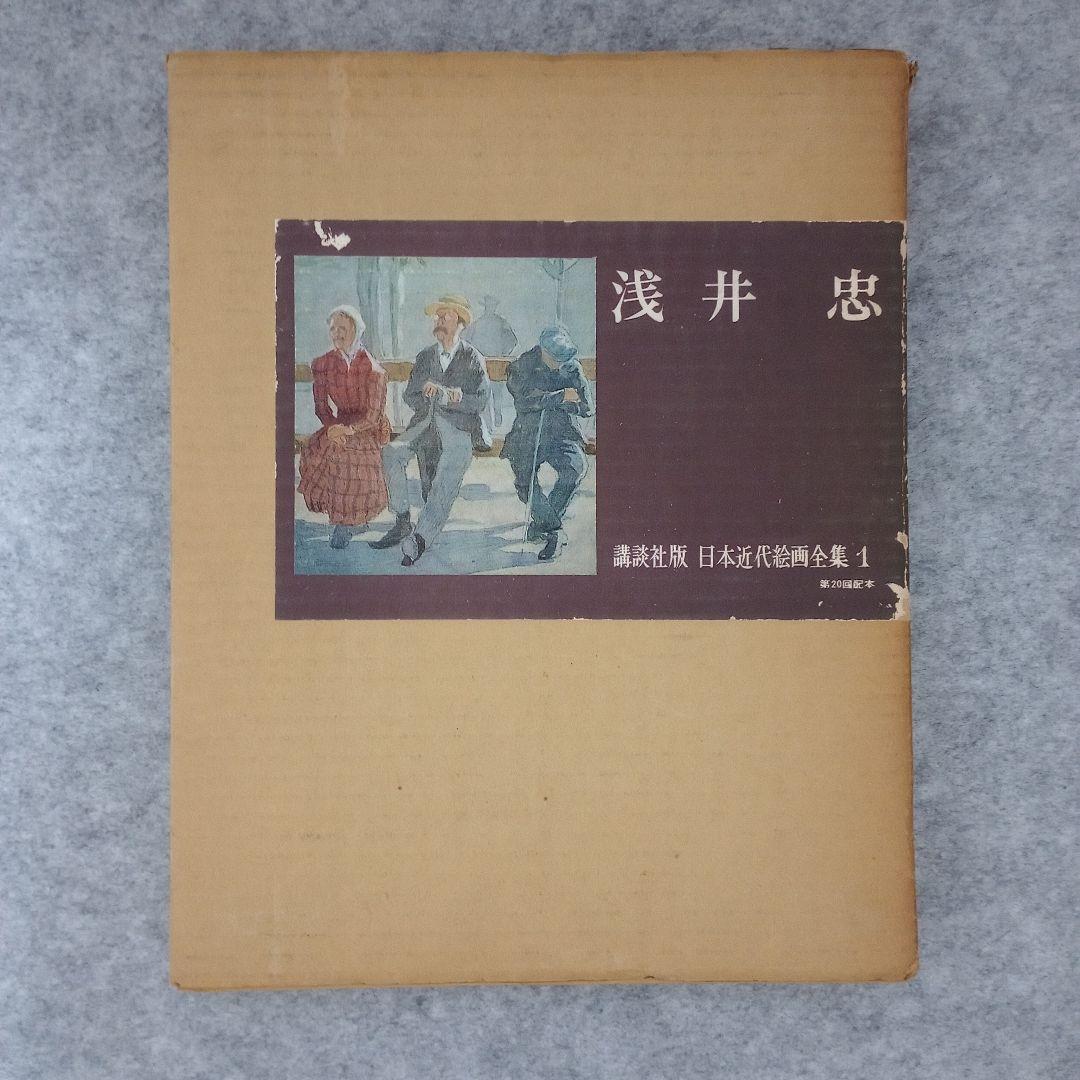 浅井 忠
講談社版 日本近代絵画全集 1
第20回配本